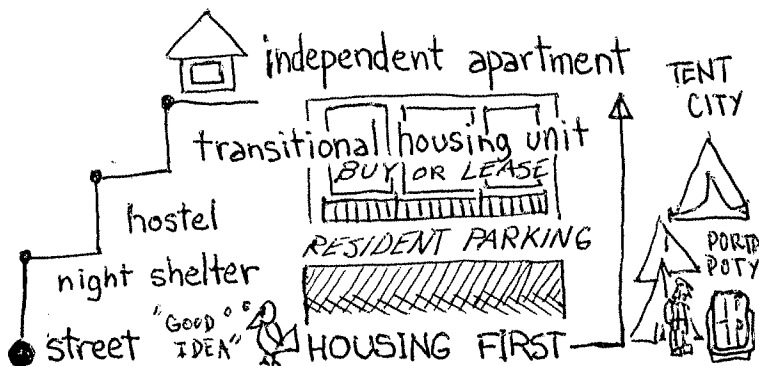 independent apartment
TENT
CITY
transitional housing unit
BUY OR LEASE
hostel
RESIDENT PARKING
PORTA
POTY
night shelter
street
"GOOD
IDEA"
HOUSING FIRST